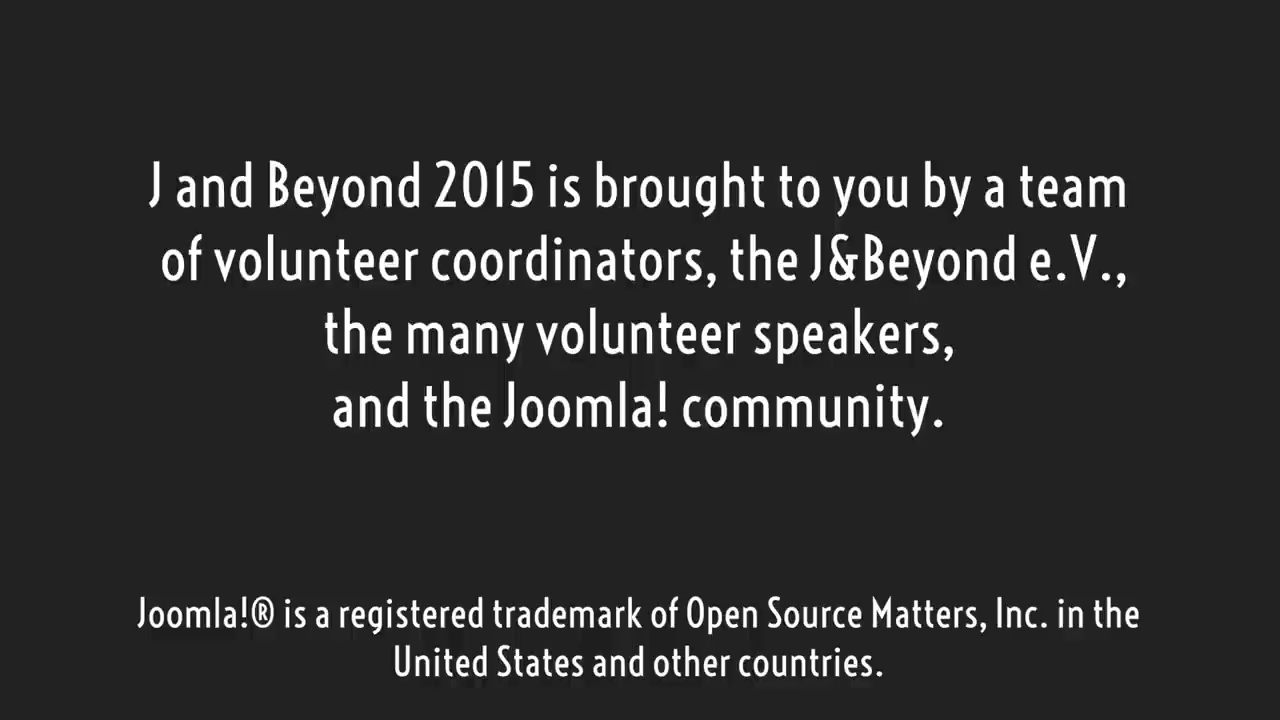 J and Beyond 2015 is brought to you by a team
of volunteer coordinators, the J&Beyond e.V.,
the many volunteer speakers,
and the Joomla! community.
Joomla!® is a registered trademark of Open Source Matters, Inc. in the
United States and other countries.